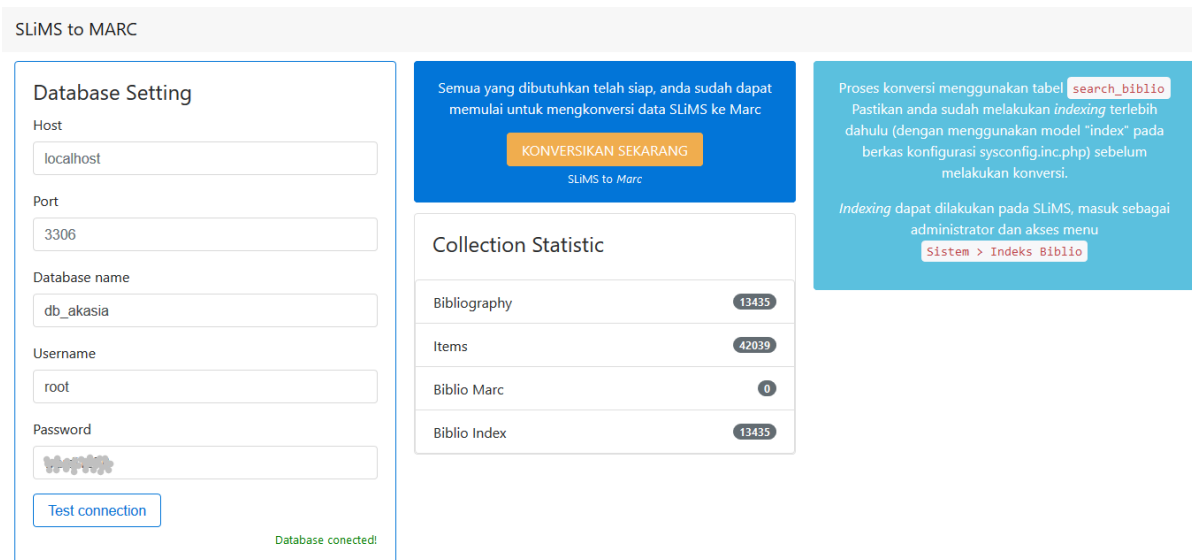 SLiMS to MARC
Database Setting
Host
localhost
Port
3306
Database name
db_akasia
Username
root
Password
Test connection
Database conected!
Semua yang dibutuhkan telah siap, anda sudah dapat
memulai untuk mengkonversi data SLiMS ke Marc
KONVERSIKAN SEKARANG
SLiMS to Marc
Collection Statistic
Bibliography 13435
Items 42039
Biblio Marc 0
Biblio Index 13435
Proses konversi menggunakan tabel search_biblio
Pastikan anda sudah melakukan indexing terlebih
dahulu (dengan menggunakan model "index" pada
berkas konfigurasi sysconfig.inc.php) sebelum
melakukan konversi.
Indexing dapat dilakukan pada SLiMS, masuk sebagai
administrator dan akses menu
Sistem > Indeks Biblio